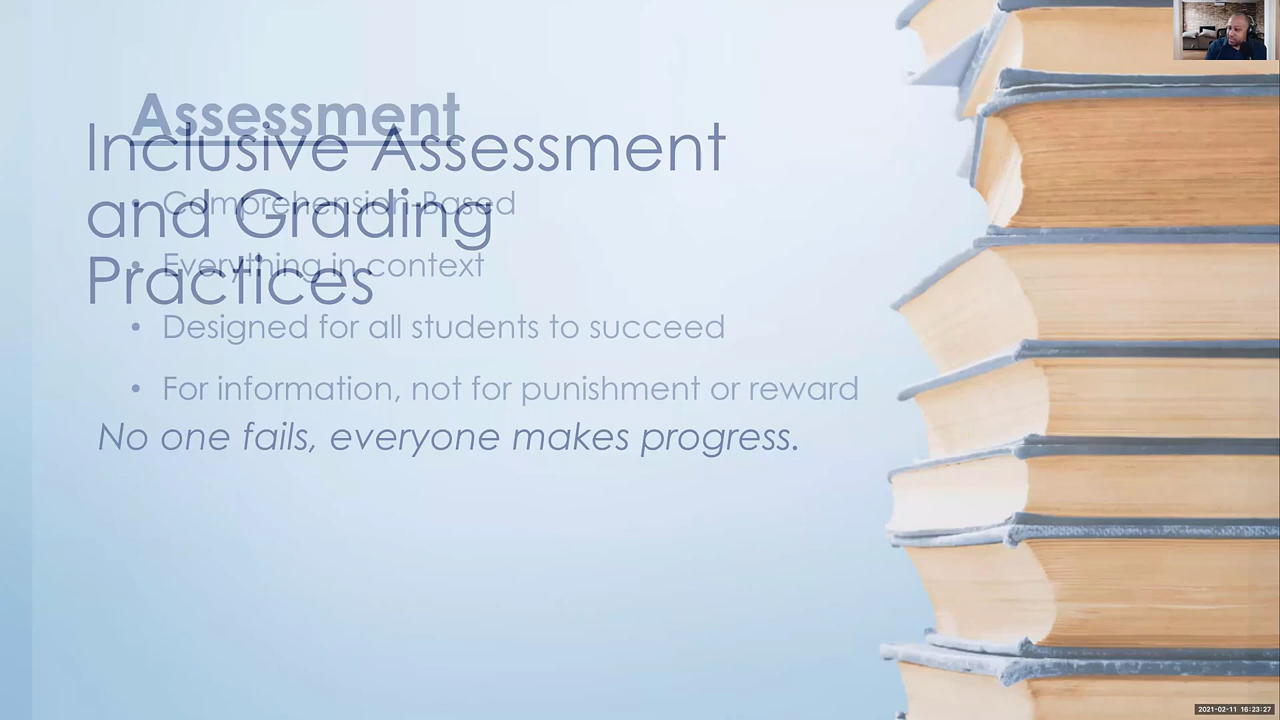 Assessment
Inclusive Assessment
and Grading
Practices
• Comprehension-Based
• Everything in context
• Designed for all students to succeed
• For information, not for punishment or reward
No one fails, everyone makes progress.
2021-02-11 16:23:27